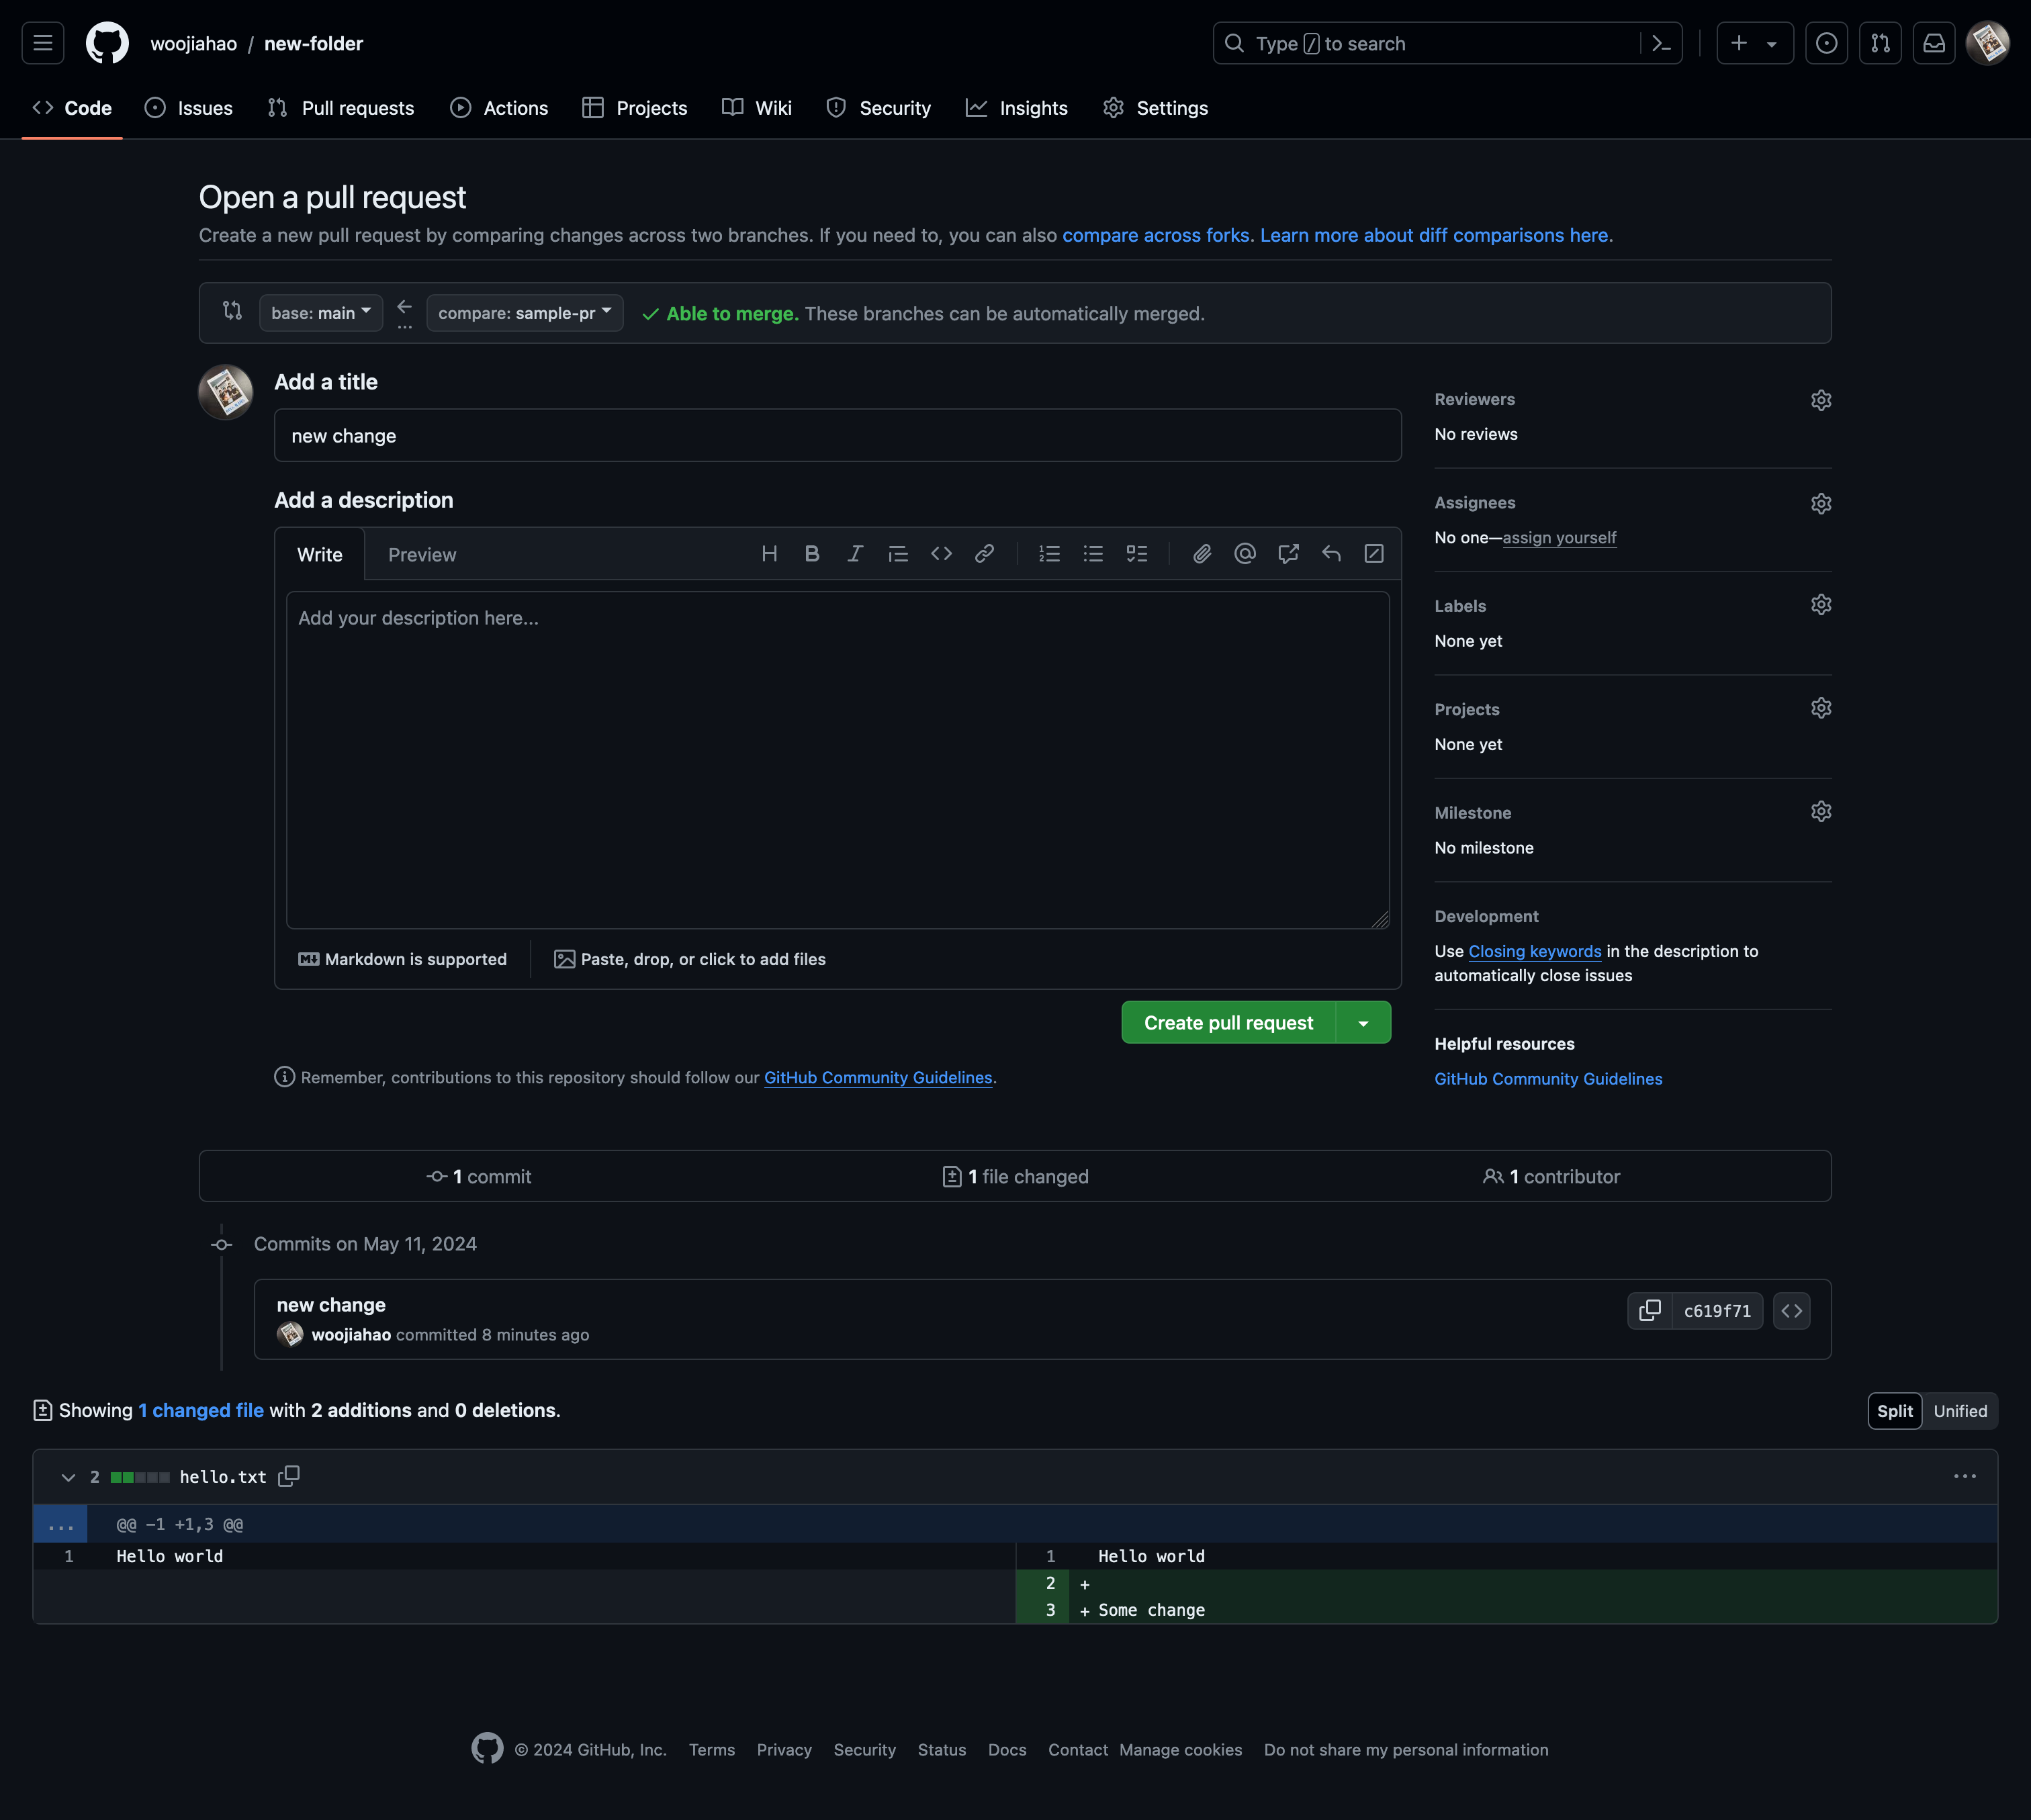 woojiahao / new-folder
Type / to search
Code Issues Pull requests Actions Projects Wiki Security Insights Settings
Open a pull request
Create a new pull request by comparing changes across two branches. If you need to, you can also compare across forks. Learn more about diff comparisons here.
base: main compare: sample-pr Able to merge. These branches can be automatically merged.
Add a title
new change
Add a description
Write Preview
Add your description here...
Markdown is supported Paste, drop, or click to add files
Create pull request
Remember, contributions to this repository should follow our GitHub Community Guidelines.
Reviewers
No reviews
Assignees
No one—assign yourself
Labels
None yet
Projects
None yet
Milestone
No milestone
Development
Use Closing keywords in the description to
automatically close issues
Helpful resources
GitHub Community Guidelines
1 commit 1 file changed 1 contributor
Commits on May 11, 2024
new change
woojiahao committed 8 minutes ago
c619f71
Showing 1 changed file with 2 additions and 0 deletions.
Split Unified
2 hello.txt
... @@ -1 +1,3 @@
1 Hello world 1 Hello world
2 +
3 + Some change
© 2024 GitHub, Inc. Terms Privacy Security Status Docs Contact Manage cookies Do not share my personal information